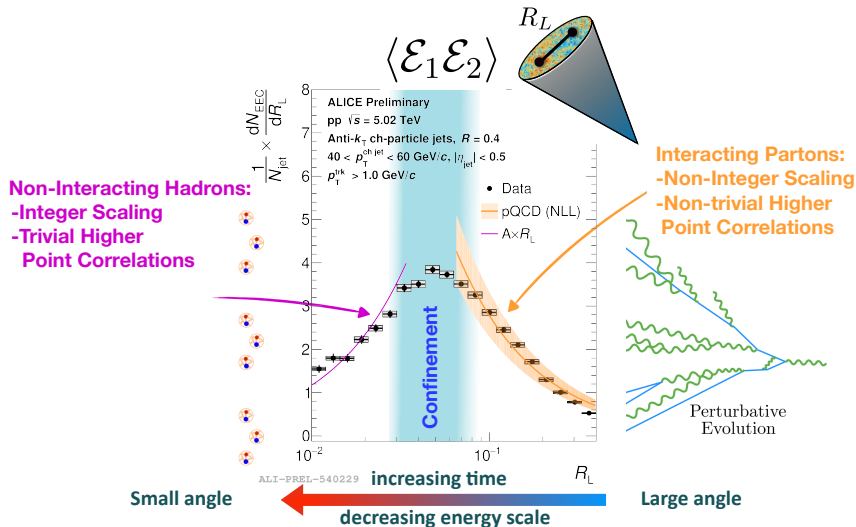 R_L
⟨ℰ₁ℰ₂⟩
1/N_jet × dN_EEC/dR_L
8
7
6
5
4
3
2
1
0
ALICE Preliminary
pp √s = 5.02 TeV
Anti-k_T ch-particle jets, R = 0.4
40 < p_T^ch jet < 60 GeV/c, |η_jet| < 0.5
p_T^trk > 1.0 GeV/c
Data
pQCD (NLL)
A×R_L
Non-Interacting Hadrons:
-Integer Scaling
-Trivial Higher
Point Correlations
Interacting Partons:
-Non-Integer Scaling
-Non-trivial Higher
Point Correlations
Confinement
Perturbative
Evolution
10⁻²
10⁻¹
R_L
ALI-PREL-540229
increasing time
Small angle
Large angle
decreasing energy scale